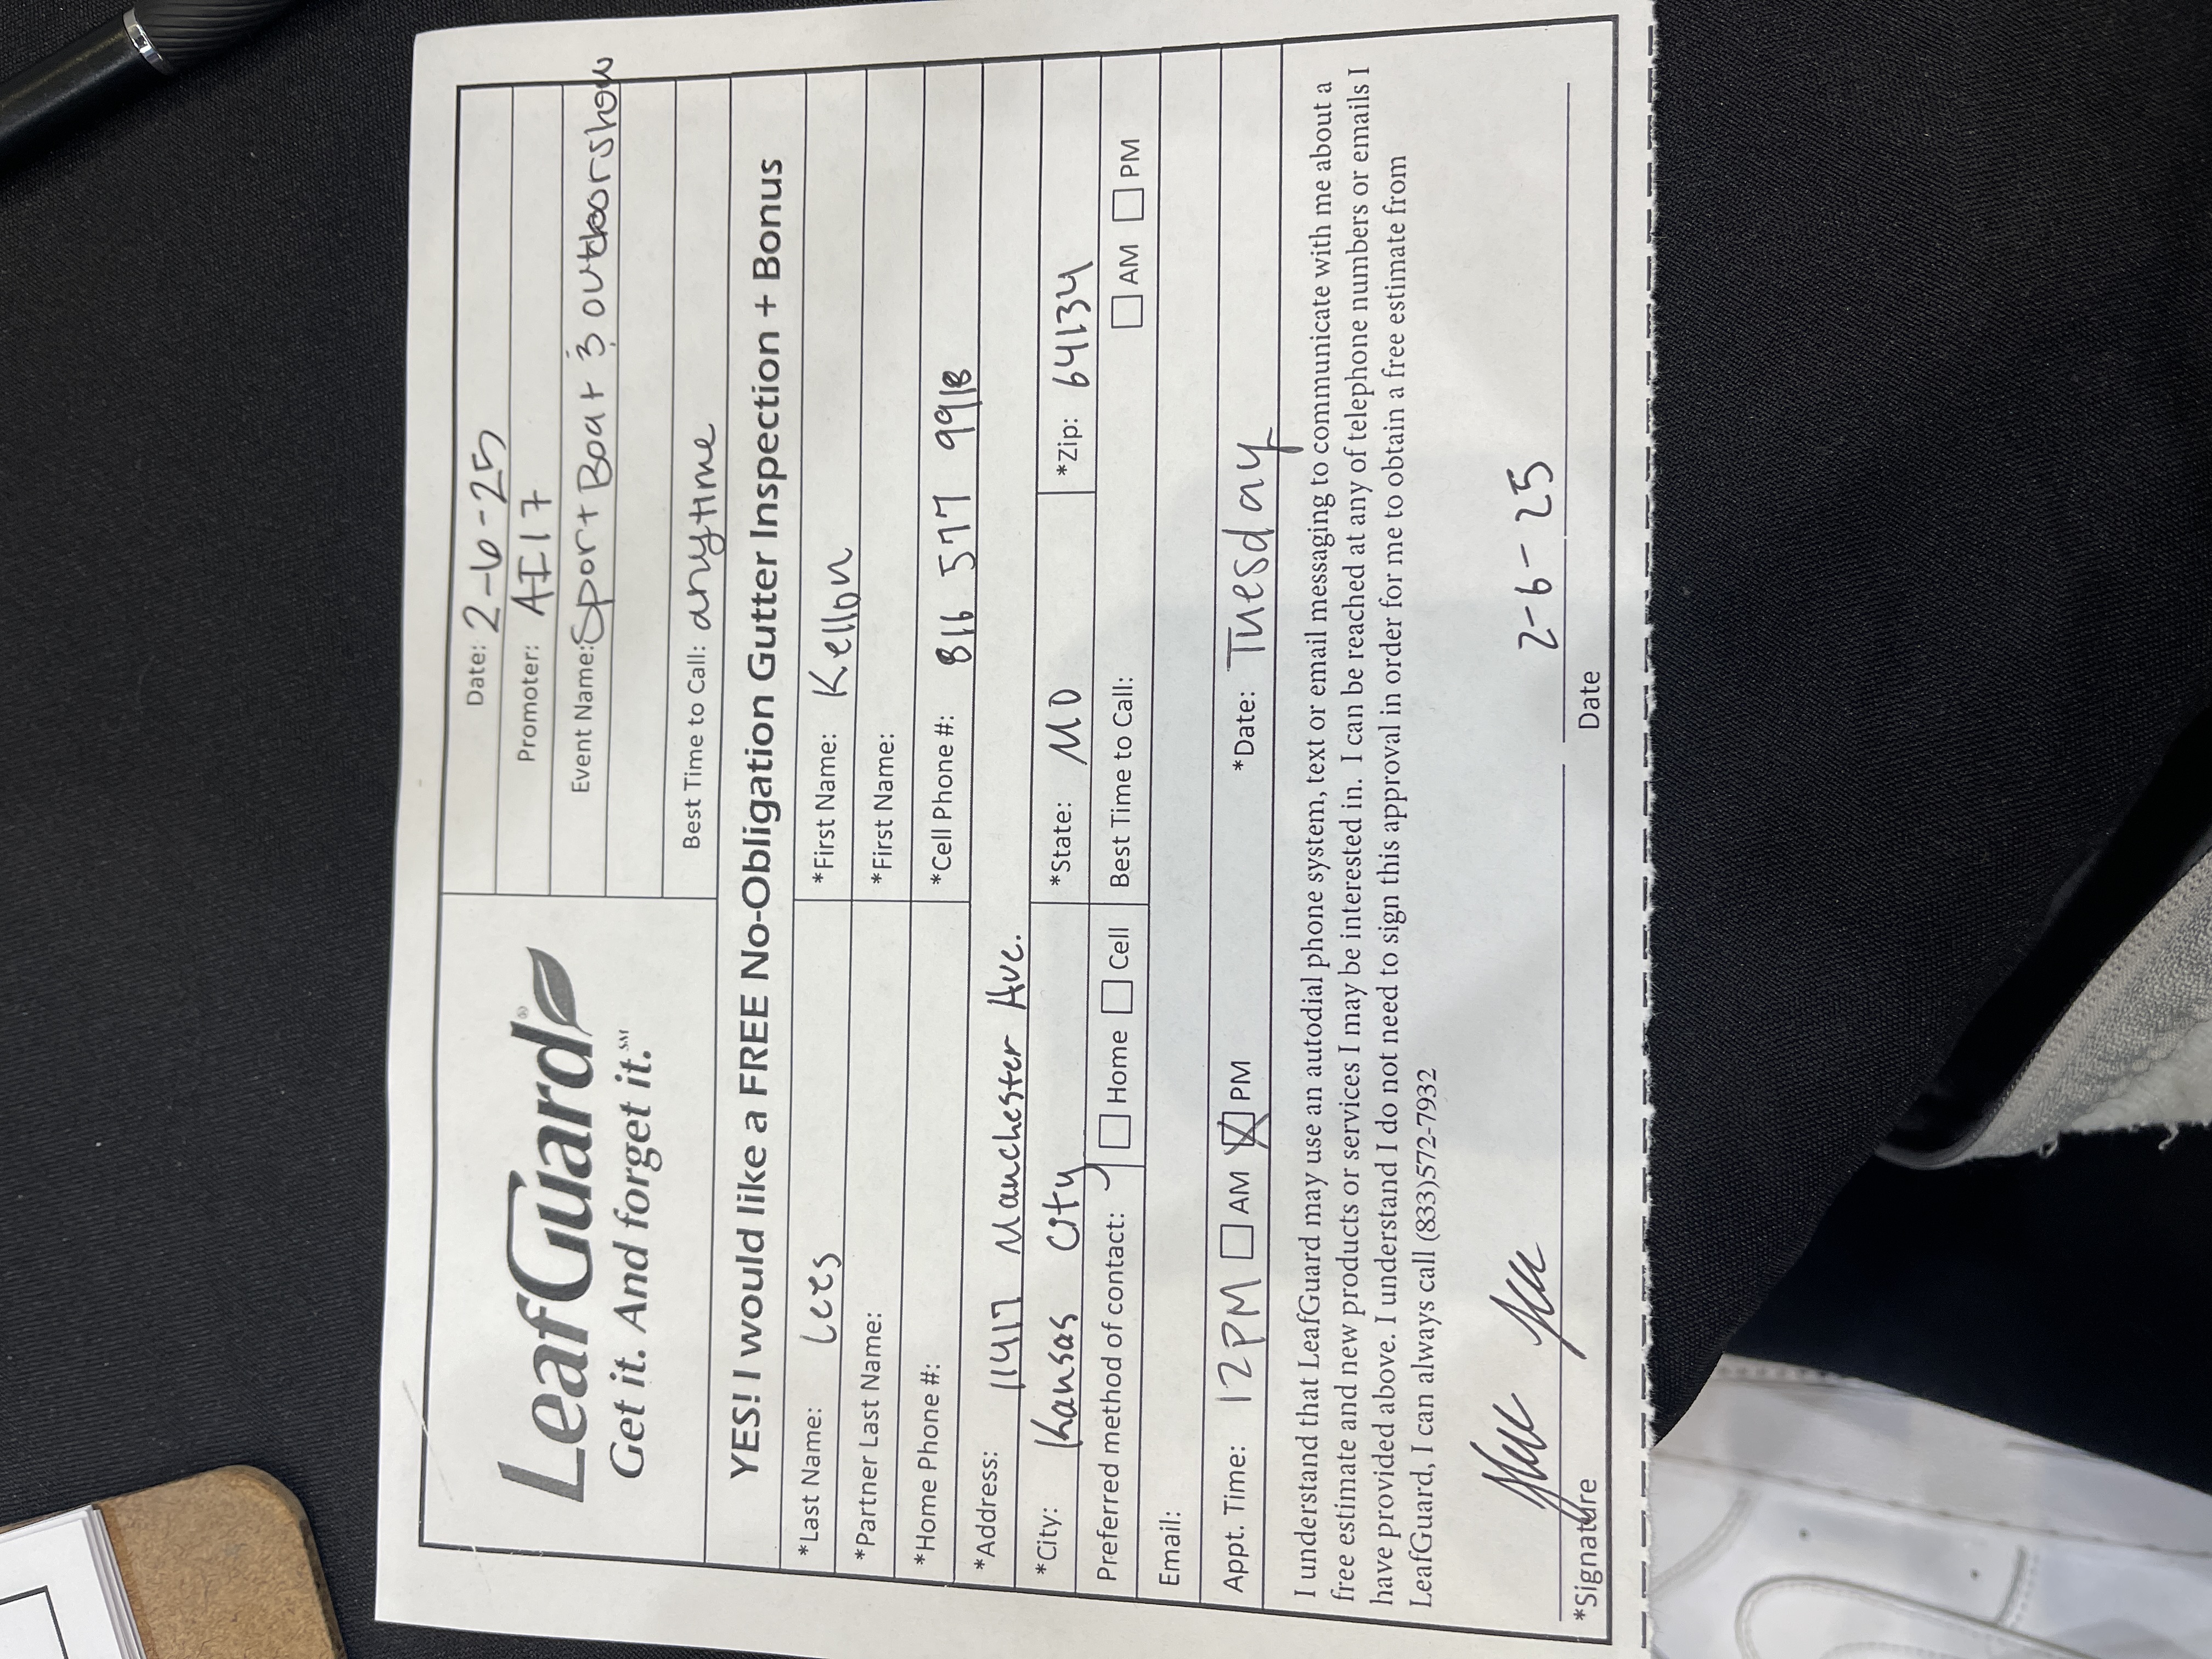 LeafGuard®
Get it. And forget it.℠
Date: 2-6-25
Promoter: AI17
Event Name: Sport Boat & outdoorshow
Best Time to Call: anytime
YES! I would like a FREE No-Obligation Gutter Inspection + Bonus
*Last Name: Lees *First Name: Kellon
*Partner Last Name: *First Name:
*Home Phone #: *Cell Phone #: 816 577 9918
*Address: 11417 Manchester Ave.
*City: Kansas City *State: MO *Zip: 64134
Preferred method of contact: Home Cell Best Time to Call: AM PM
Email:
Appt. Time: 12PM AM PM *Date: Tuesday
I understand that LeafGuard may use an autodial phone system, text or email messaging to communicate with me about a
free estimate and new products or services I may be interested in. I can be reached at any of telephone numbers or emails I
have provided above. I understand I do not need to sign this approval in order for me to obtain a free estimate from
LeafGuard, I can always call (833)572-7932
2-6-25
*Signature Date